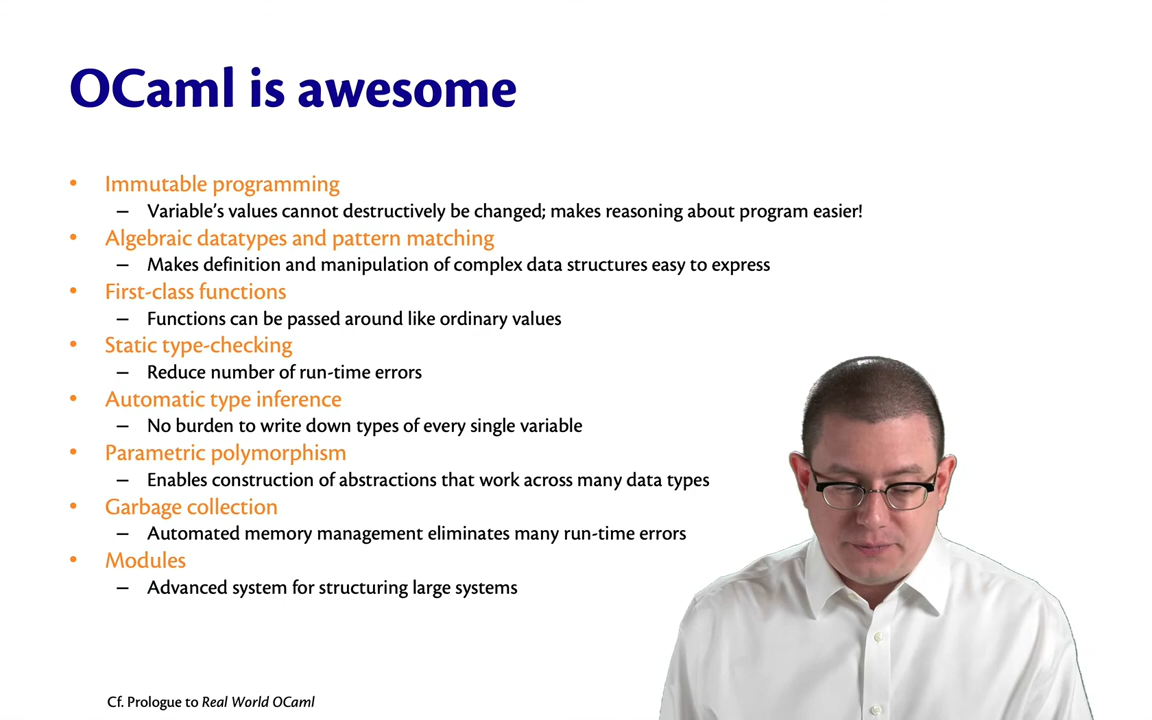 OCaml is awesome
• Immutable programming
– Variable's values cannot destructively be changed; makes reasoning about program easier!
• Algebraic datatypes and pattern matching
– Makes definition and manipulation of complex data structures easy to express
• First-class functions
– Functions can be passed around like ordinary values
• Static type-checking
– Reduce number of run-time errors
• Automatic type inference
– No burden to write down types of every single variable
• Parametric polymorphism
– Enables construction of abstractions that work across many data types
• Garbage collection
– Automated memory management eliminates many run-time errors
• Modules
– Advanced system for structuring large systems
Cf. Prologue to Real World OCaml